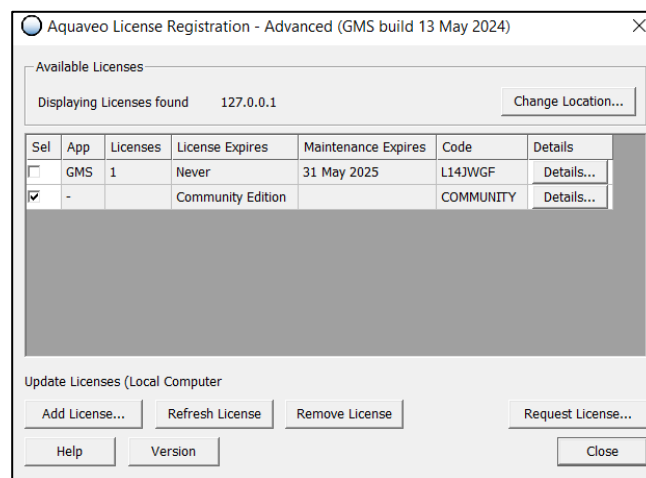 Aquaveo License Registration - Advanced (GMS build 13 May 2024)
Available Licenses
Displaying Licenses found 127.0.0.1 Change Location...
Sel App Licenses License Expires Maintenance Expires Code Details
GMS 1 Never 31 May 2025 L14JWGF Details...
- Community Edition COMMUNITY Details...
Update Licenses (Local Computer
Add License... Refresh License Remove License Request License...
Help Version Close